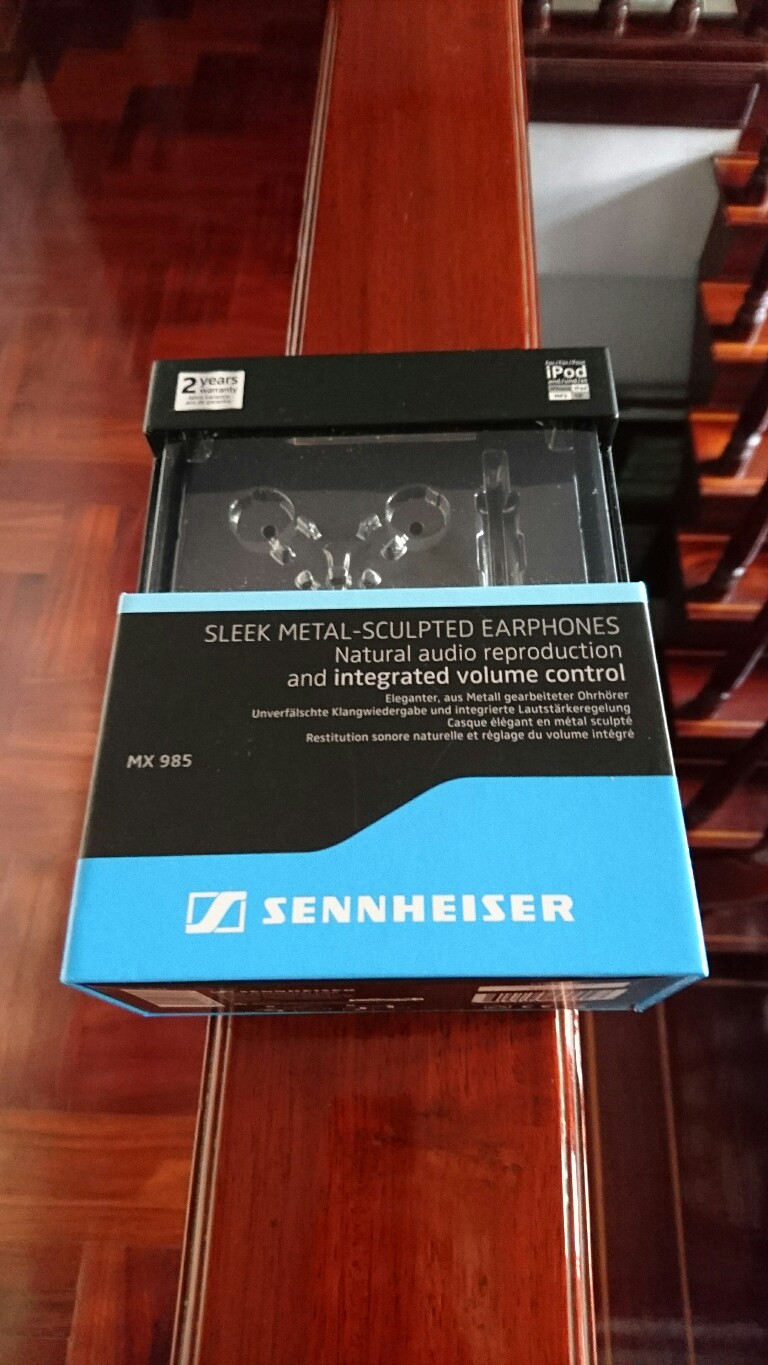 2 years
warranty
iPod
SLEEK METAL-SCULPTED EARPHONES
Natural audio reproduction
and integrated volume control
Eleganter, aus Metall gearbeiteter Ohrhörer
Unverfälschte Klangwiedergabe und integrierte Lautstärkeregelung
Casque élégant en métal sculpté
Restitution sonore naturelle et réglage du volume intégré
MX 985
SENNHEISER
SENNHEISER